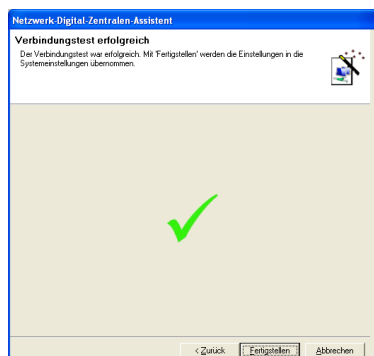 Netzwerk-Digital-Zentralen-Assistent
Verbindungstest erfolgreich
Der Verbindungstest war erfolgreich. Mit 'Fertigstellen' werden die Einstellungen in die
Systemeinstellungen übernommen.
< Zurück Fertigstellen Abbrechen